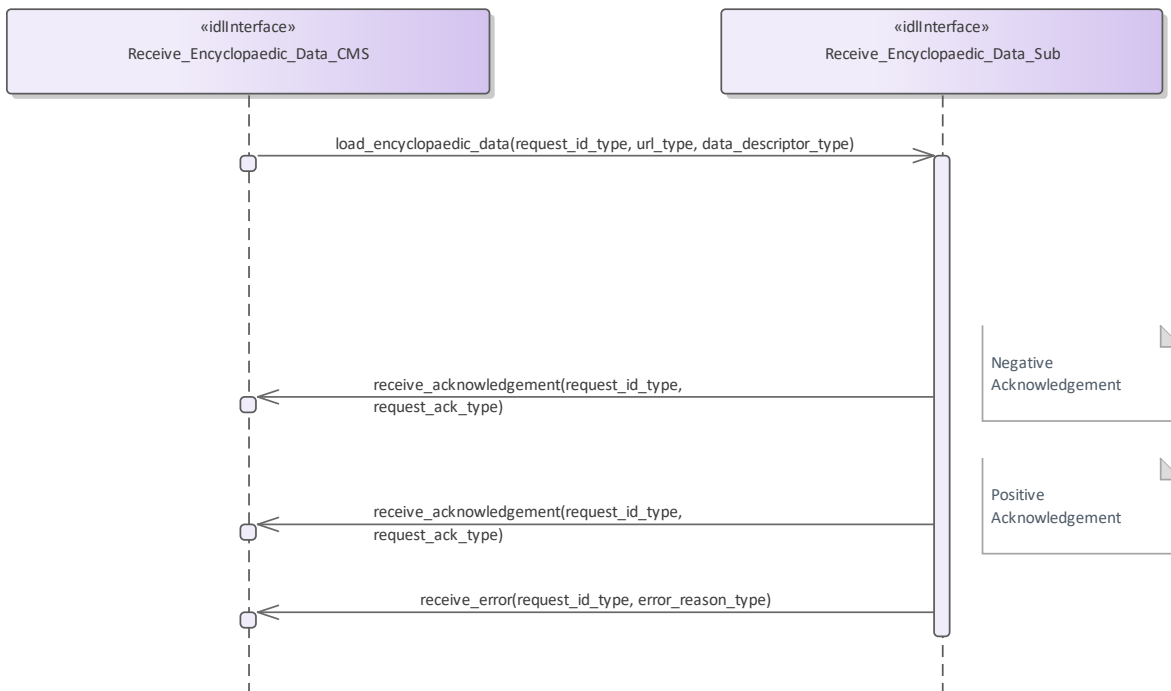 «idlInterface»
Receive_Encyclopaedic_Data_CMS
«idlInterface»
Receive_Encyclopaedic_Data_Sub
load_encyclopaedic_data(request_id_type, url_type, data_descriptor_type)
Negative
Acknowledgement
receive_acknowledgement(request_id_type,
request_ack_type)
Positive
Acknowledgement
receive_acknowledgement(request_id_type,
request_ack_type)
receive_error(request_id_type, error_reason_type)